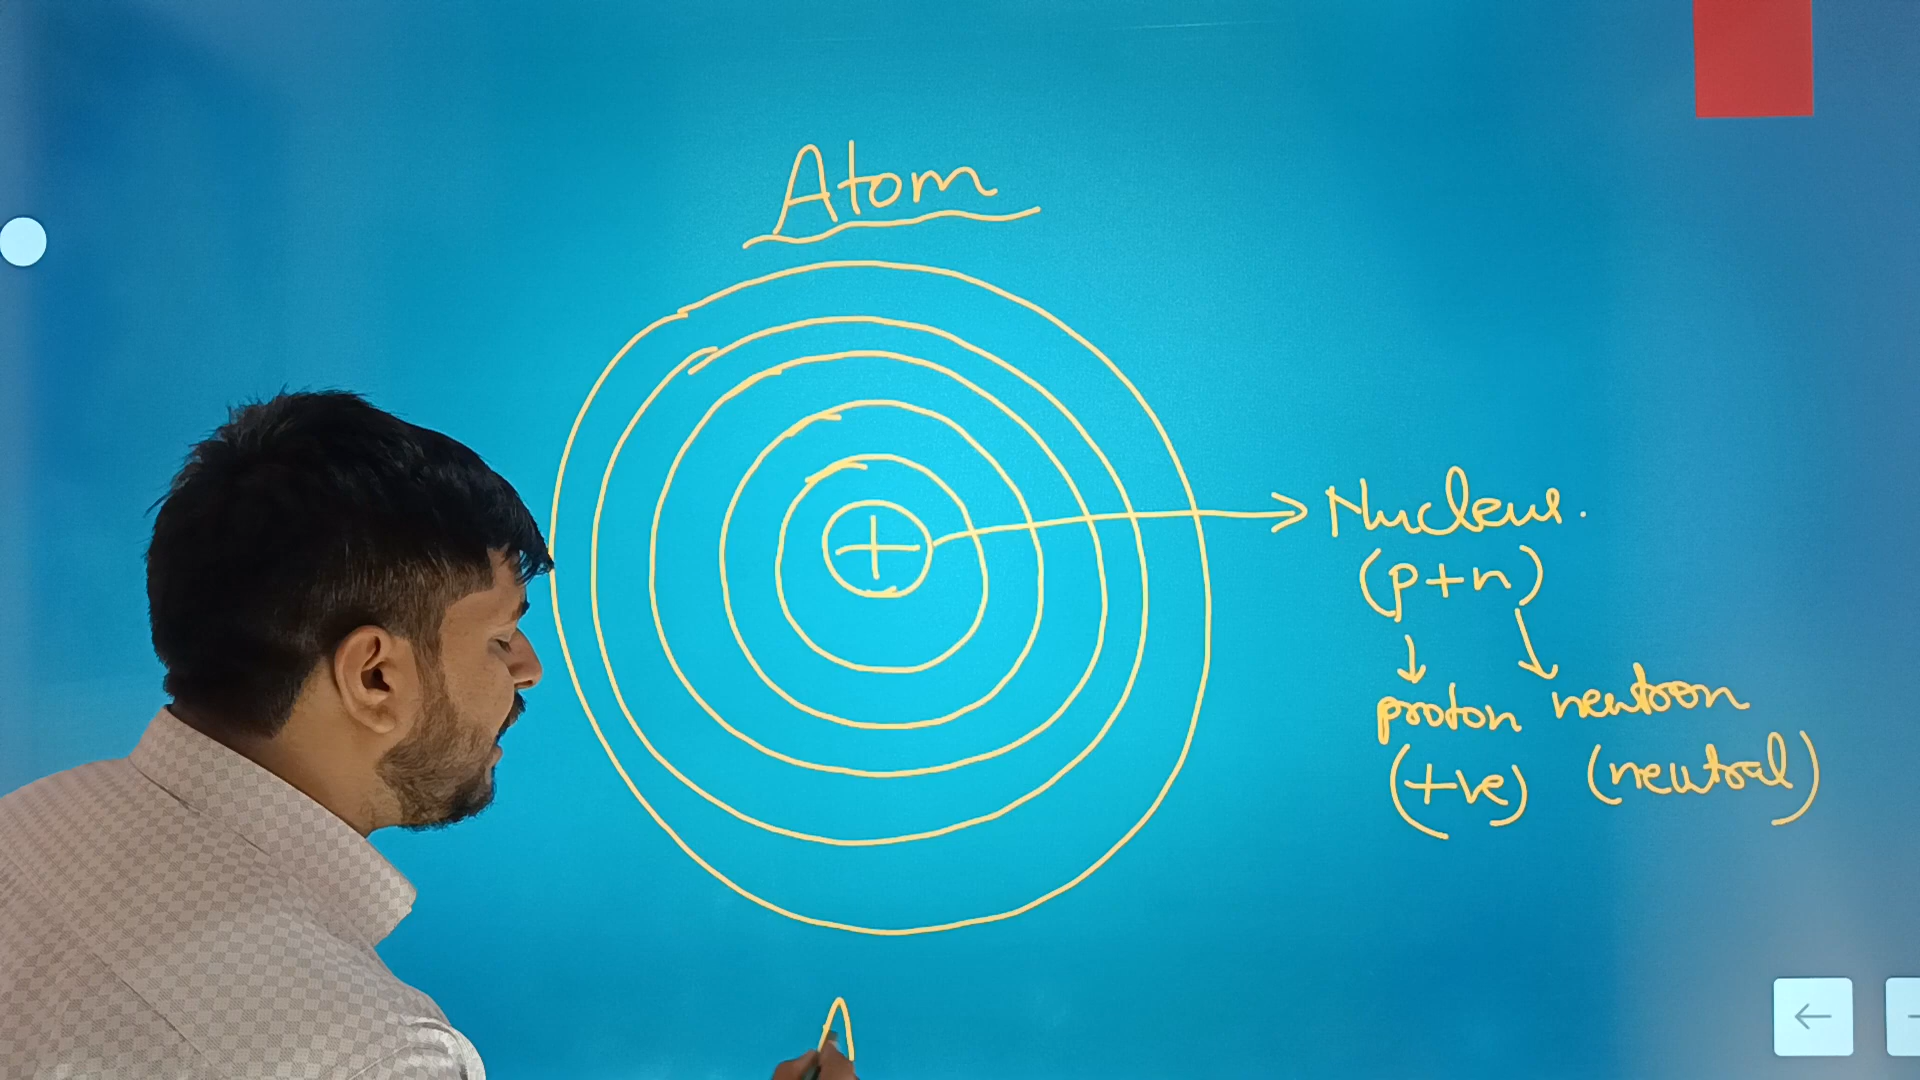 Atom
+
Nucleus.
(p+n)
proton neutron
(+ve) (neutral)
A